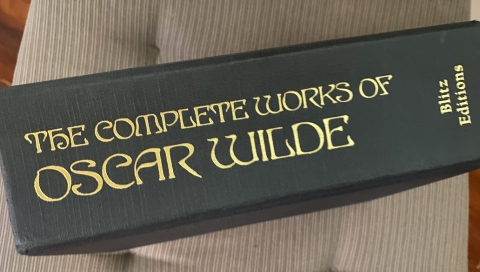 THE COMPLETE WORKS OF
OSCAR WILDE
Blitz
Editions